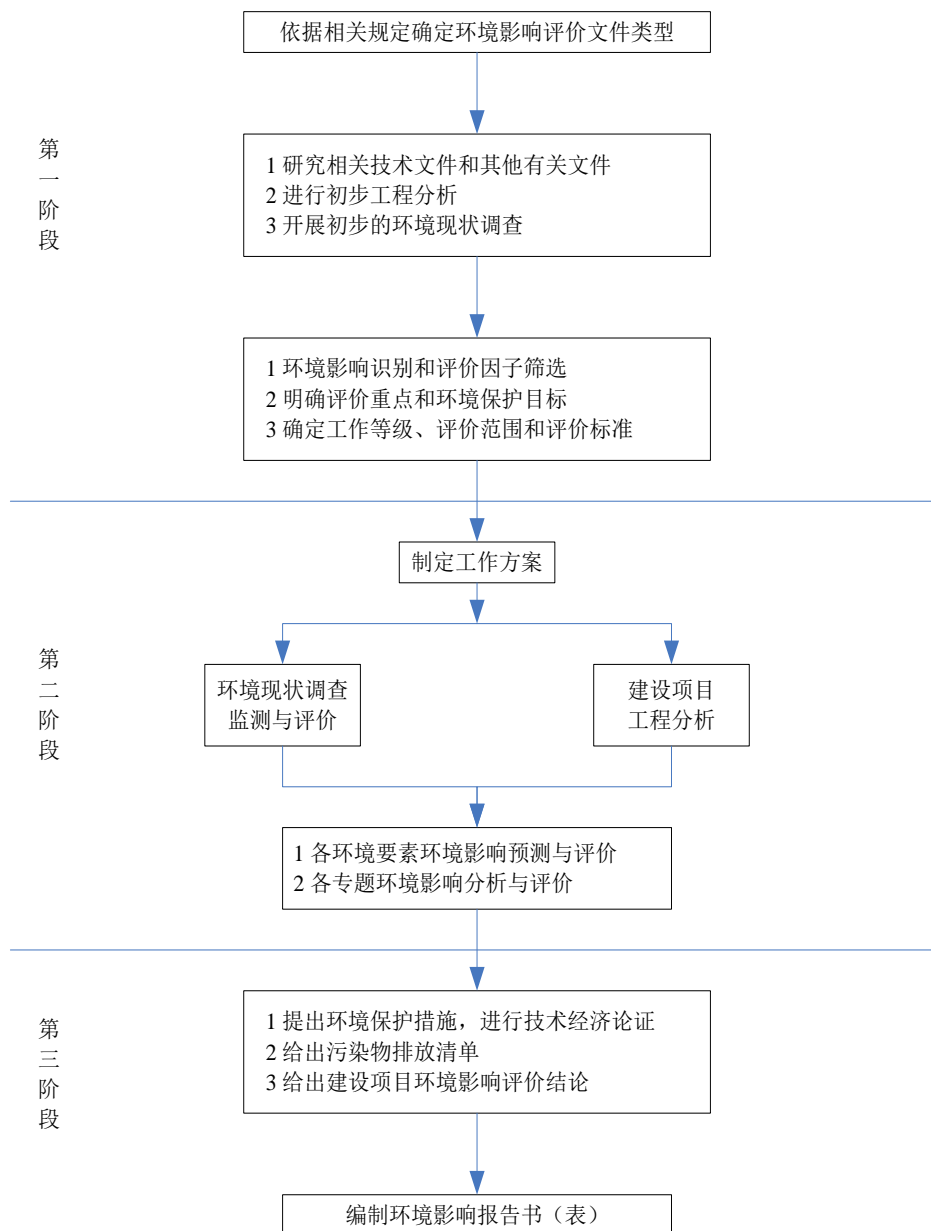 依据相关规定确定环境影响评价文件类型
第一阶段
1 研究相关技术文件和其他有关文件
2 进行初步工程分析
3 开展初步的环境现状调查
1 环境影响识别和评价因子筛选
2 明确评价重点和环境保护目标
3 确定工作等级、评价范围和评价标准
制定工作方案
第二阶段
环境现状调查
监测与评价
建设项目
工程分析
1 各环境要素环境影响预测与评价
2 各专题环境影响分析与评价
第三阶段
1 提出环境保护措施，进行技术经济论证
2 给出污染物排放清单
3 给出建设项目环境影响评价结论
编制环境影响报告书（表）